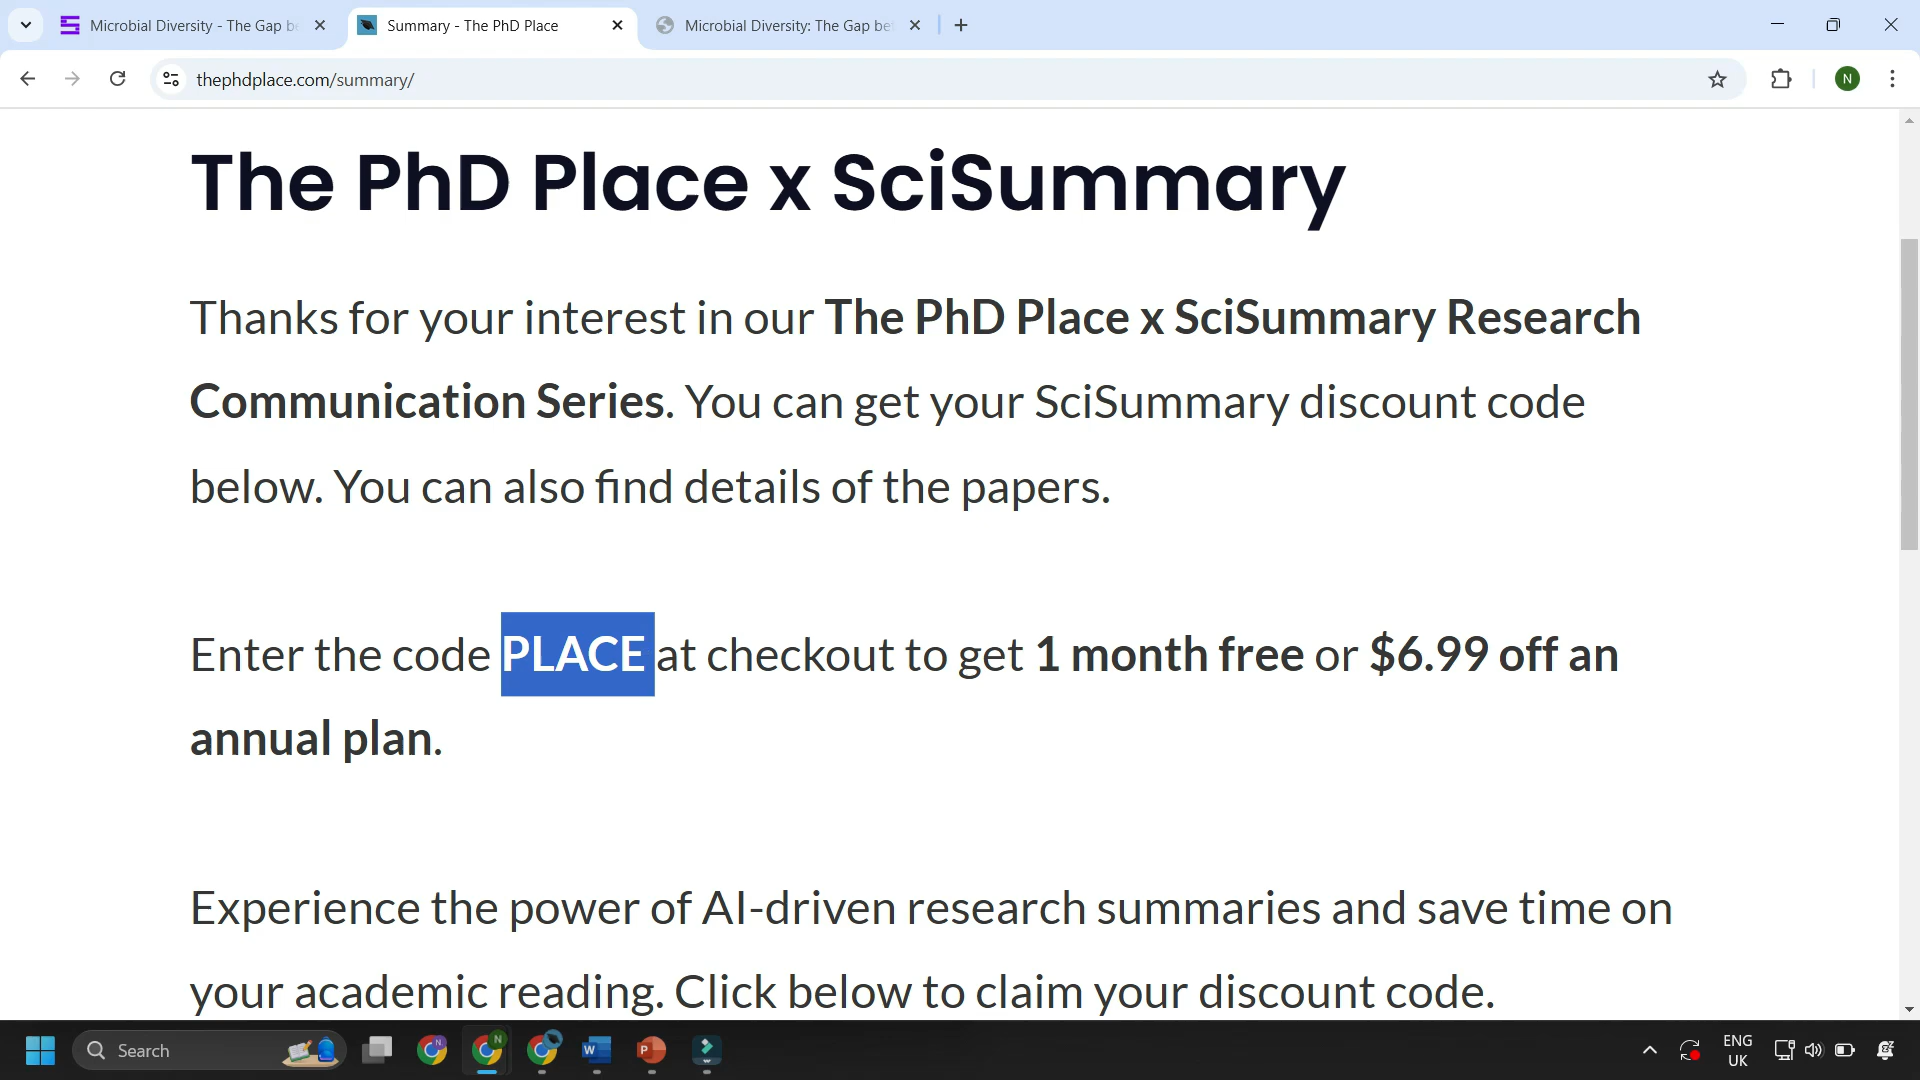 Microbial Diversity - The Gap be
Summary - The PhD Place
Microbial Diversity: The Gap bet
thephdplace.com/summary/
N
The PhD Place x SciSummary
Thanks for your interest in our The PhD Place x SciSummary Research
Communication Series. You can get your SciSummary discount code
below. You can also find details of the papers.
Enter the code PLACE at checkout to get 1 month free or $6.99 off an
annual plan.
Experience the power of AI-driven research summaries and save time on
your academic reading. Click below to claim your discount code.
Search
N
N
W
P
ENG
UK